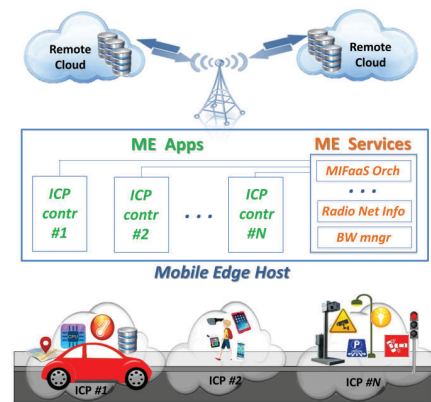 Remote
Cloud
Remote
Cloud
ME Apps
ME Services
MIFaaS Orch
• • •
Radio Net Info
BW mngr
ICP
contr
#1
ICP
contr
#2
• • •
ICP
contr
#N
Mobile Edge Host
P
ICP #1
ICP #2
ICP #N